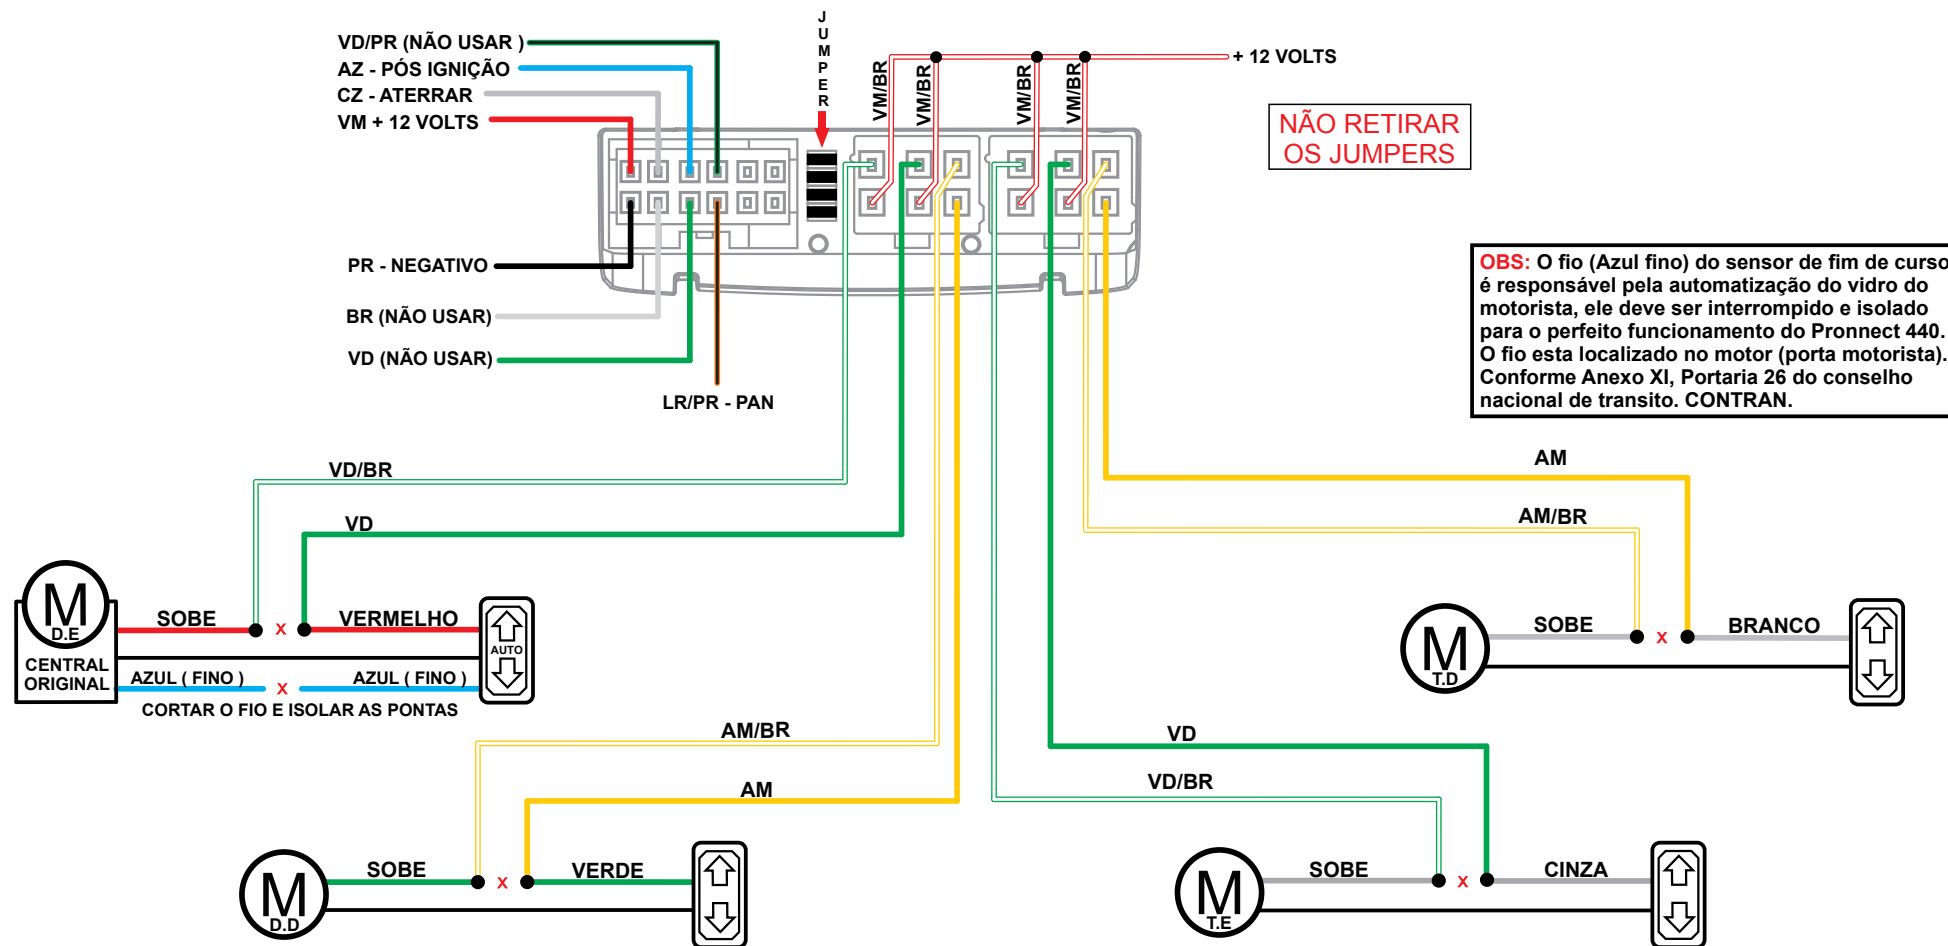 JUMPER
VD/PR (NÃO USAR )
AZ - PÓS IGNIÇÃO
CZ - ATERRAR
VM + 12 VOLTS
VM/BR
VM/BR
VM/BR
VM/BR
+ 12 VOLTS
NÃO RETIRAR
OS JUMPERS
PR - NEGATIVO
BR (NÃO USAR)
VD (NÃO USAR)
LR/PR - PAN
OBS: O fio (Azul fino) do sensor de fim de curso
é responsável pela automatização do vidro do
motorista, ele deve ser interrompido e isolado
para o perfeito funcionamento do Pronnect 440.
O fio esta localizado no motor (porta motorista).
Conforme Anexo XI, Portaria 26 do conselho
nacional de transito. CONTRAN.
VD/BR
VD
AM
AM/BR
M
D.E
CENTRAL
ORIGINAL
SOBE
X
VERMELHO
AUTO
AZUL ( FINO )
X
AZUL ( FINO )
CORTAR O FIO E ISOLAR AS PONTAS
M
T.D
SOBE
X
BRANCO
AM/BR
AM
VD
VD/BR
M
D.D
SOBE
X
VERDE
M
T.E
SOBE
X
CINZA